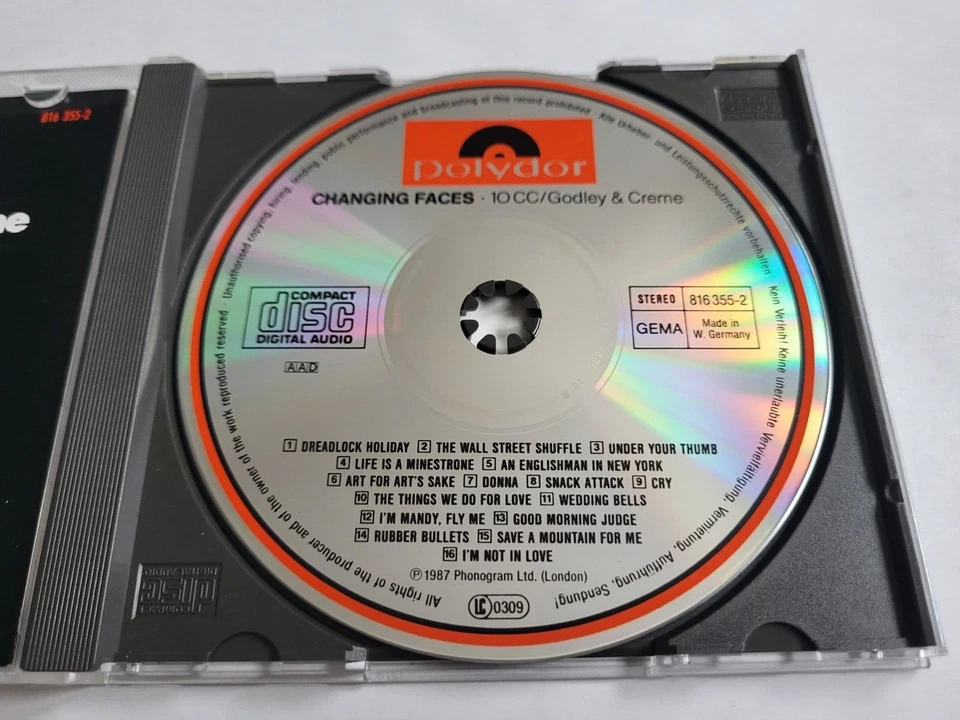 816 355-2
ne
polydor
CHANGING FACES · 10CC/Godley & Creme
COMPACT
disc
DIGITAL AUDIO
AAD
STEREO 816 355-2
GEMA Made in
W. Germany
1 DREADLOCK HOLIDAY 2 THE WALL STREET SHUFFLE 3 UNDER YOUR THUMB
4 LIFE IS A MINESTRONE 5 AN ENGLISHMAN IN NEW YORK
6 ART FOR ART'S SAKE 7 DONNA 8 SNACK ATTACK 9 CRY
10 THE THINGS WE DO FOR LOVE 11 WEDDING BELLS
12 I'M MANDY, FLY ME 13 GOOD MORNING JUDGE
14 RUBBER BULLETS 15 SAVE A MOUNTAIN FOR ME
16 I'M NOT IN LOVE
℗ 1987 Phonogram Ltd. (London)
LC 0309
All rights of the producer and of the owner of the work reproduced reserved · Unauthorised copying, hiring, lending, public performance and broadcasting of this record prohibited · Alle Urheber- und Leistungsschutzrechte vorbehalten · Kein Verleih! Keine unerlaubte Vervielfältigung, Vermietung, Aufführung, Sendung!
COMPACT
disc
DIGITAL AUDIO